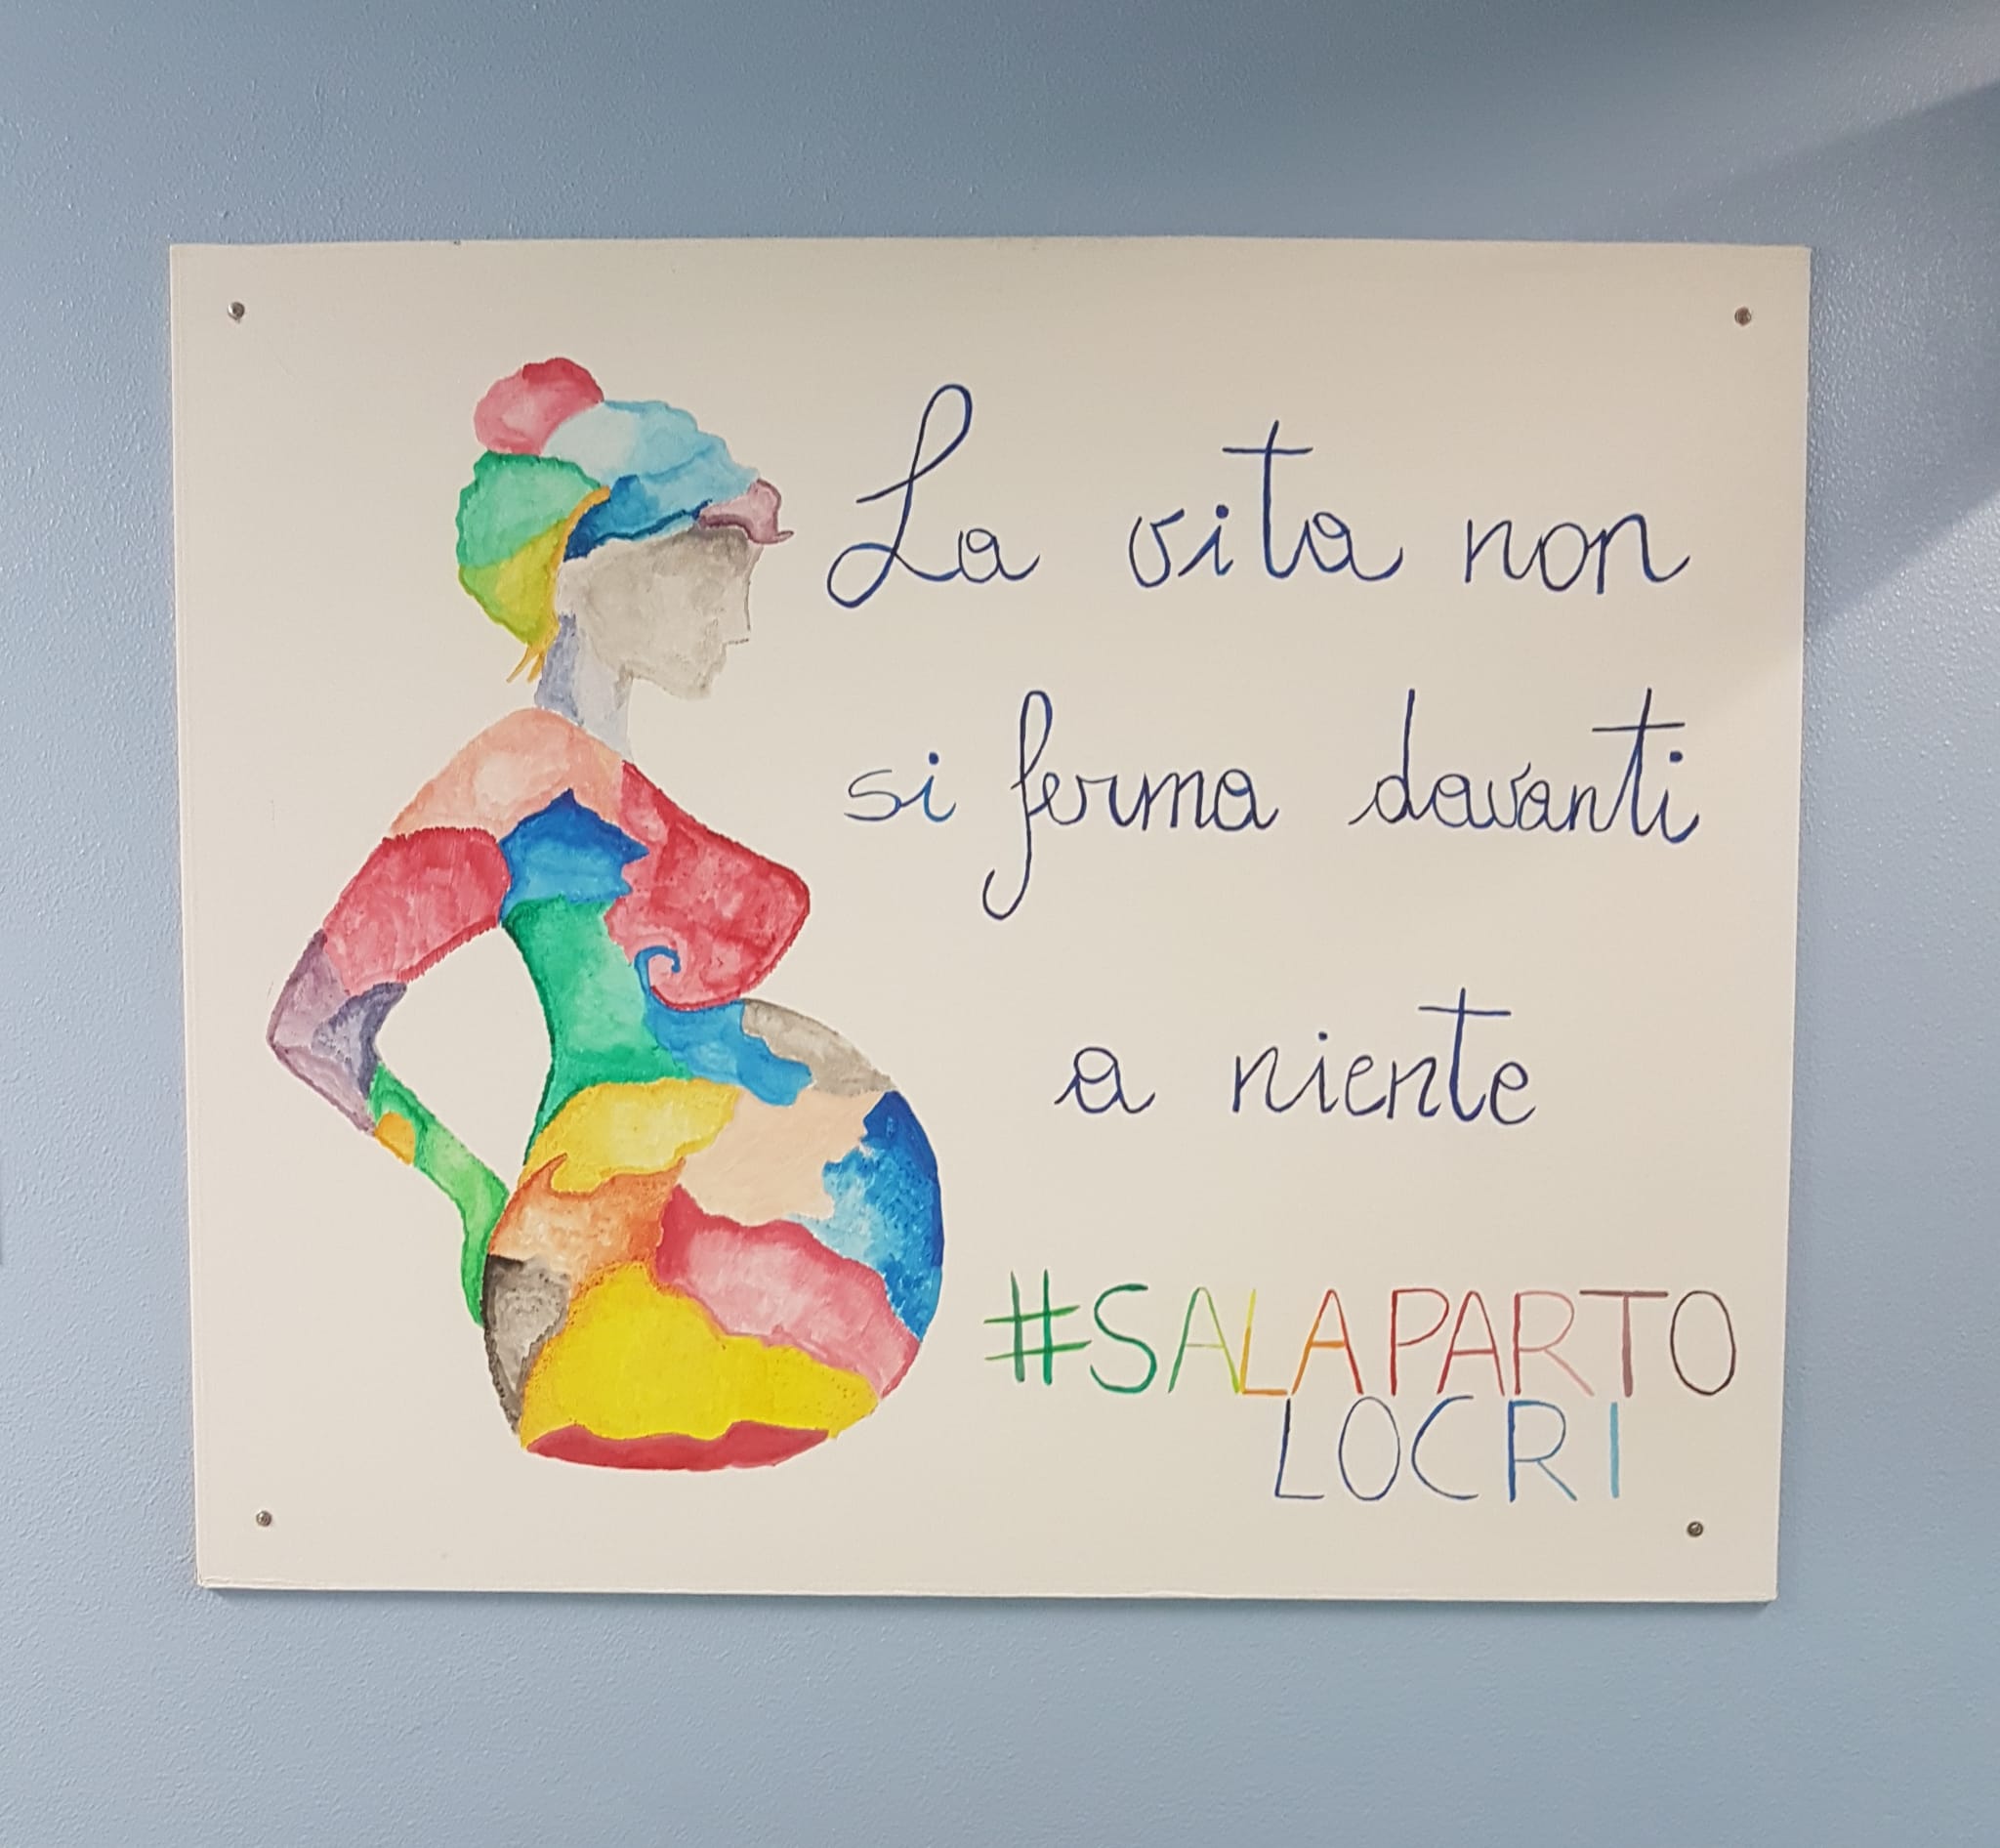 La vita non
si ferma davanti
a niente
#SALAPARTO
LOCRI